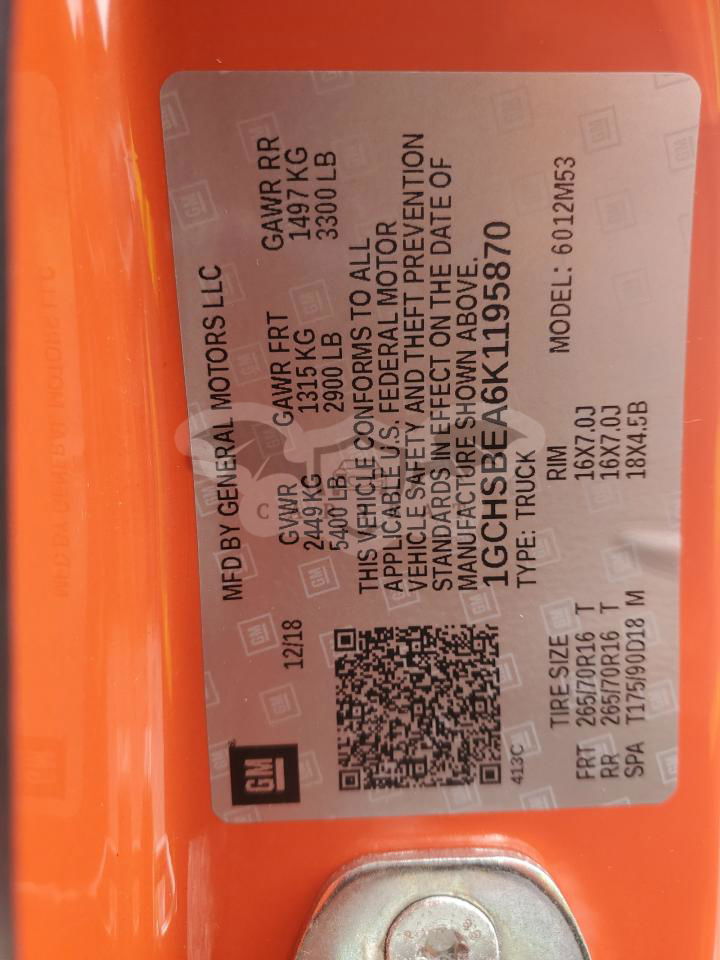 GM
12/18
MFD BY GENERAL MOTORS LLC
GVWR GAWR FRT GAWR RR
2449 KG 1315 KG 1497 KG
5400 LB 2900 LB 3300 LB
THIS VEHICLE CONFORMS TO ALL
APPLICABLE U.S. FEDERAL MOTOR
VEHICLE SAFETY AND THEFT PREVENTION
STANDARDS IN EFFECT ON THE DATE OF
MANUFACTURE SHOWN ABOVE.
1GCHSBEA6K1195870
TYPE: TRUCK MODEL: 6012M53
413C
TIRE SIZE RIM
FRT 265/70R16 T 16X7.0J
RR 265/70R16 T 16X7.0J
SPA T175/90D18 M 18X4.5B